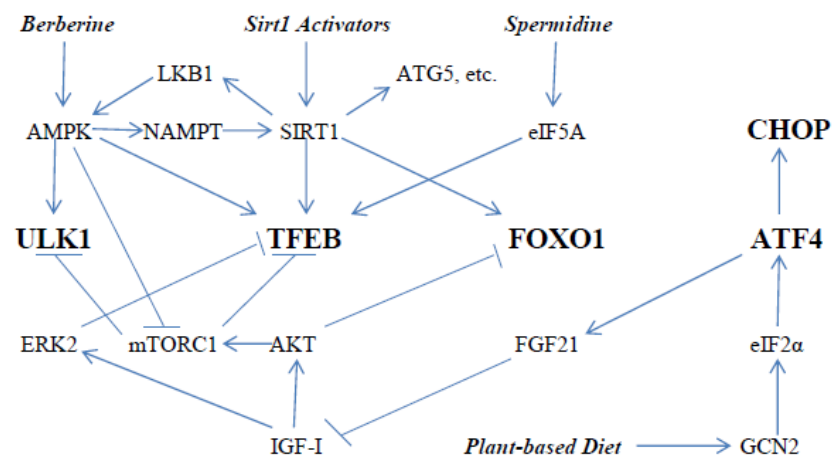 Berberine Sirt1 Activators Spermidine
LKB1 ATG5, etc.
AMPK NAMPT SIRT1 eIF5A CHOP
ULK1 TFEB FOXO1 ATF4
ERK2 mTORC1 AKT FGF21 eIF2α
IGF-I Plant-based Diet GCN2